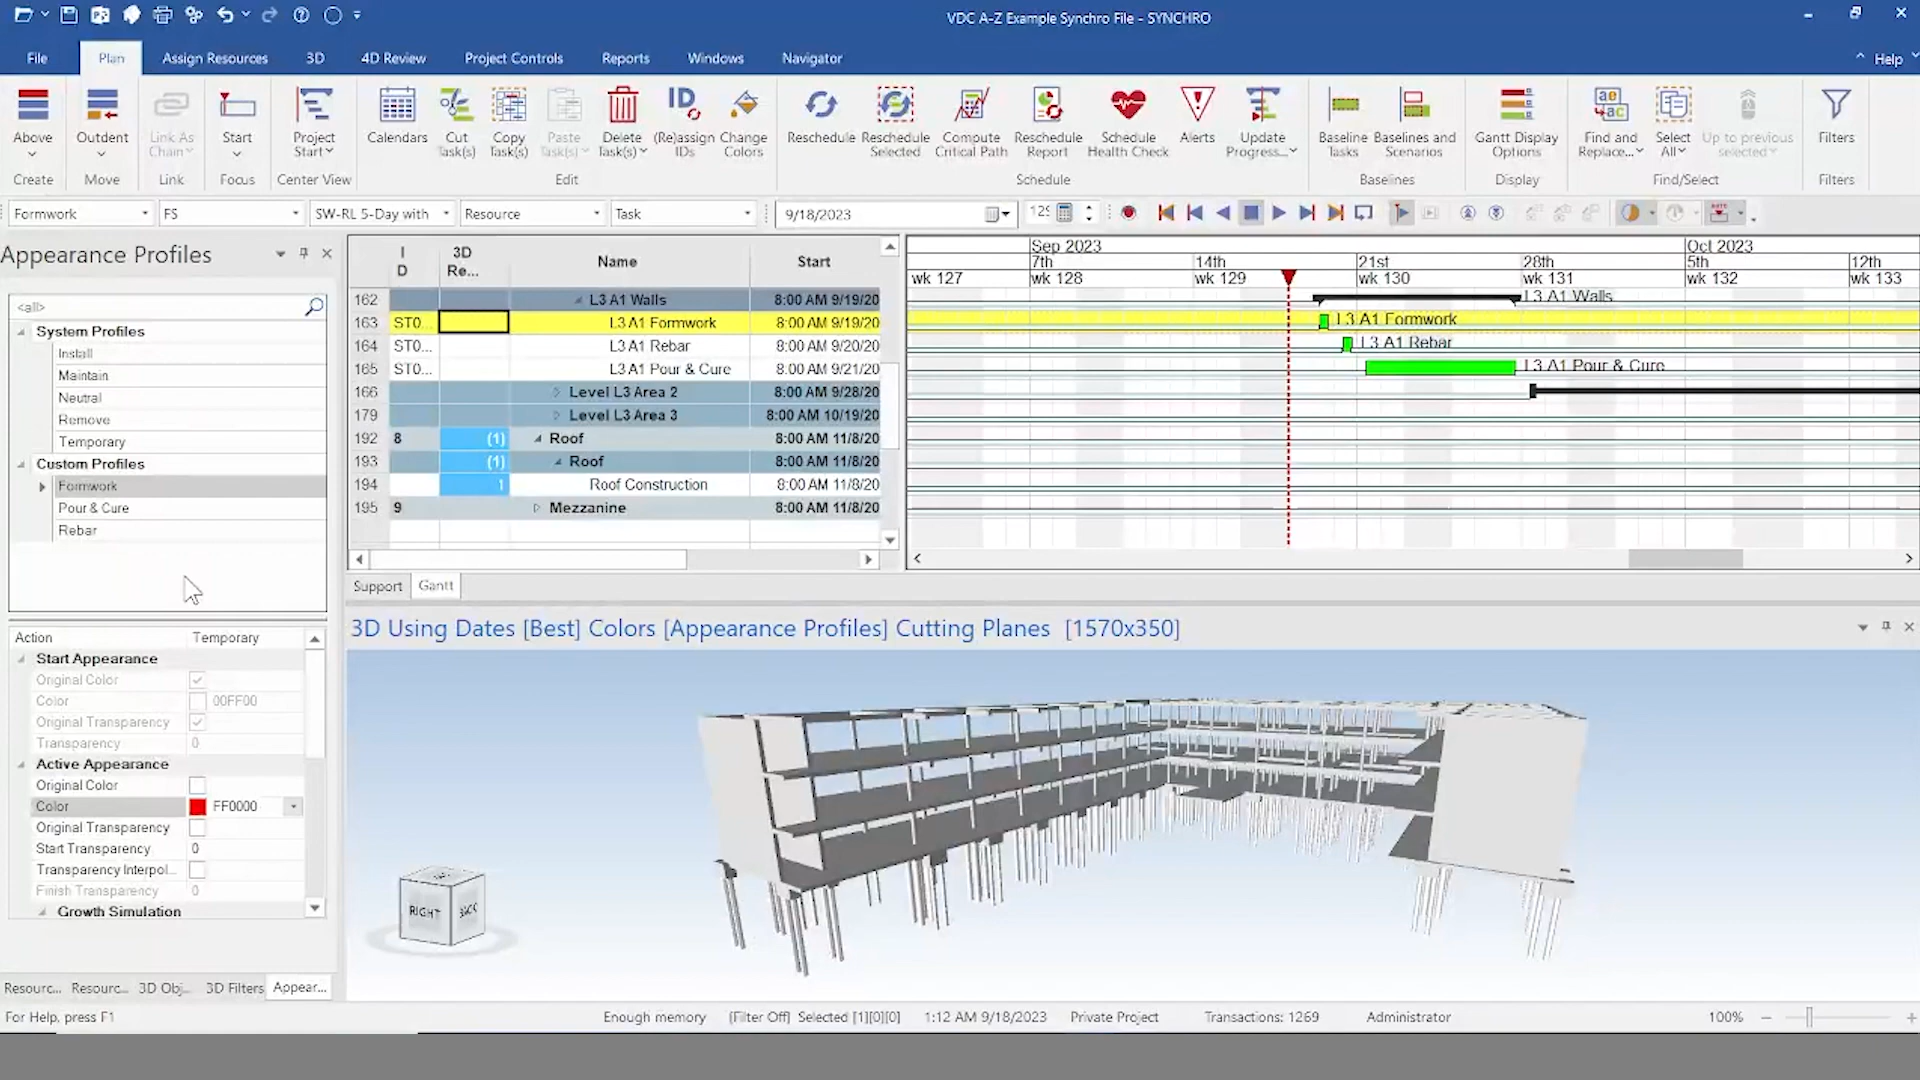 VDC A-Z Example Synchro File - SYNCHRO
File Plan Assign Resources 3D 4D Review Project Controls Reports Windows Navigator Help
Above Outdent Link As Chain Start Project Start Calendars Cut Task(s) Copy Task(s) Paste Task(s) Delete Task(s) ID (Re)assign IDs Change Colors Reschedule Reschedule Selected Compute Critical Path Reschedule Report Schedule Health Check Alerts Update Progress... Baseline Tasks Baselines and Scenarios Gantt Display Options Find and Replace... Select All Up to previous selected Filters
Create Move Link Focus Center View Edit Schedule Baselines Display Find/Select Filters
Formwork FS SW-RL 5-Day with Resource Task 9/18/2023
Appearance Profiles
<all>
System Profiles
Install
Maintain
Neutral
Remove
Temporary
Custom Profiles
Formwork
Pour & Cure
Rebar
Action Temporary
Start Appearance
Original Color
Color 00FF00
Original Transparency
Transparency 0
Active Appearance
Original Color
Color FF0000
Original Transparency
Start Transparency 0
Transparency Interpol...
Finish Transparency 0
Growth Simulation
Resourc... Resourc... 3D Obj... 3D Filters Appear...
ID 3D Re... Name Start
162 L3 A1 Walls 8:00 AM 9/19/20
163 ST0... L3 A1 Formwork 8:00 AM 9/19/20
164 ST0... L3 A1 Rebar 8:00 AM 9/20/20
165 ST0... L3 A1 Pour & Cure 8:00 AM 9/21/20
166 Level L3 Area 2 8:00 AM 9/28/20
179 Level L3 Area 3 8:00 AM 10/19/20
192 8 (1) Roof 8:00 AM 11/8/20
193 (1) Roof 8:00 AM 11/8/20
194 1 Roof Construction 8:00 AM 11/8/20
195 9 Mezzanine 8:00 AM 11/8/20
Support Gantt
Sep 2023 Oct 2023
7th 14th 21st 28th 5th 12th
wk 127 wk 128 wk 129 wk 130 wk 131 wk 132 wk 133
L3 A1 Walls
L3 A1 Formwork
L3 A1 Rebar
L3 A1 Pour & Cure
3D Using Dates [Best] Colors [Appearance Profiles] Cutting Planes [1570x350]
RIGHT
For Help, press F1 Enough memory [Filter Off] Selected [1][0][0] 1:12 AM 9/18/2023 Private Project Transactions: 1269 Administrator 100%